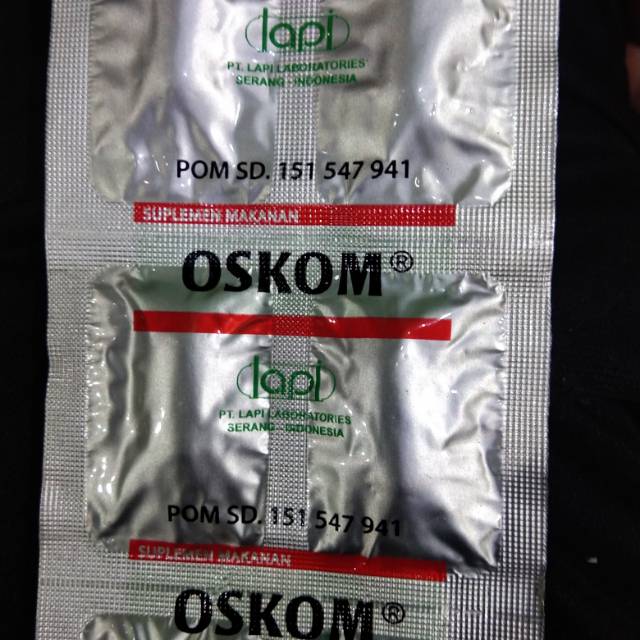 lapi
PT. LAPI LABORATORIES
SERANG - INDONESIA
POM SD. 151 547 941
SUPLEMEN MAKANAN
OSKOM®
lapi
PT. LAPI LABORATORIES
SERANG - INDONESIA
POM SD. 151 547 941
SUPLEMEN MAKANAN
OSKOM®